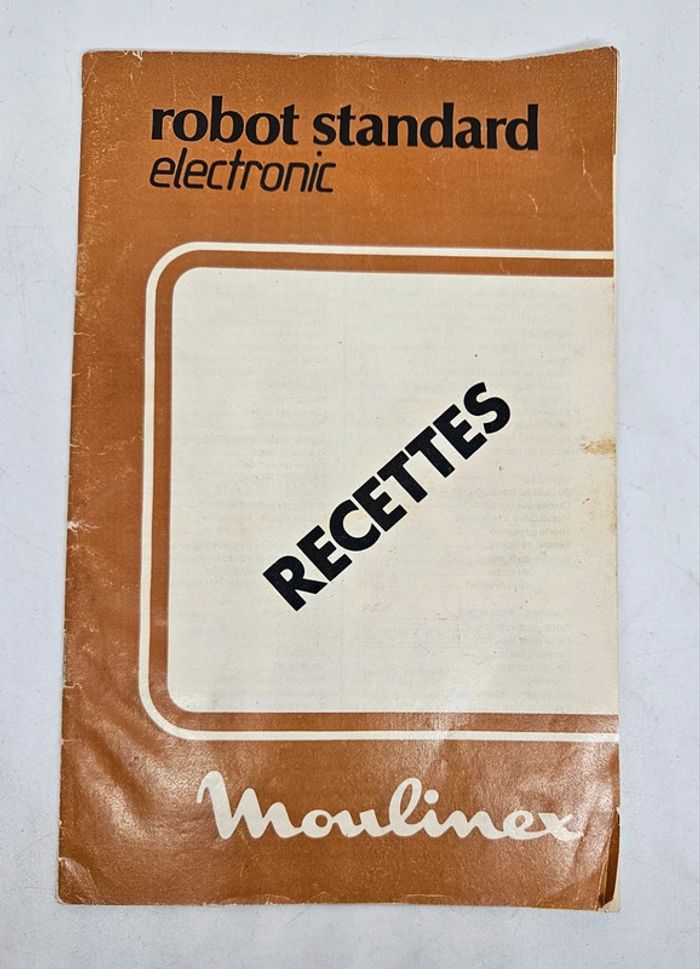 robot standard
electronic
RECETTES
Moulinex